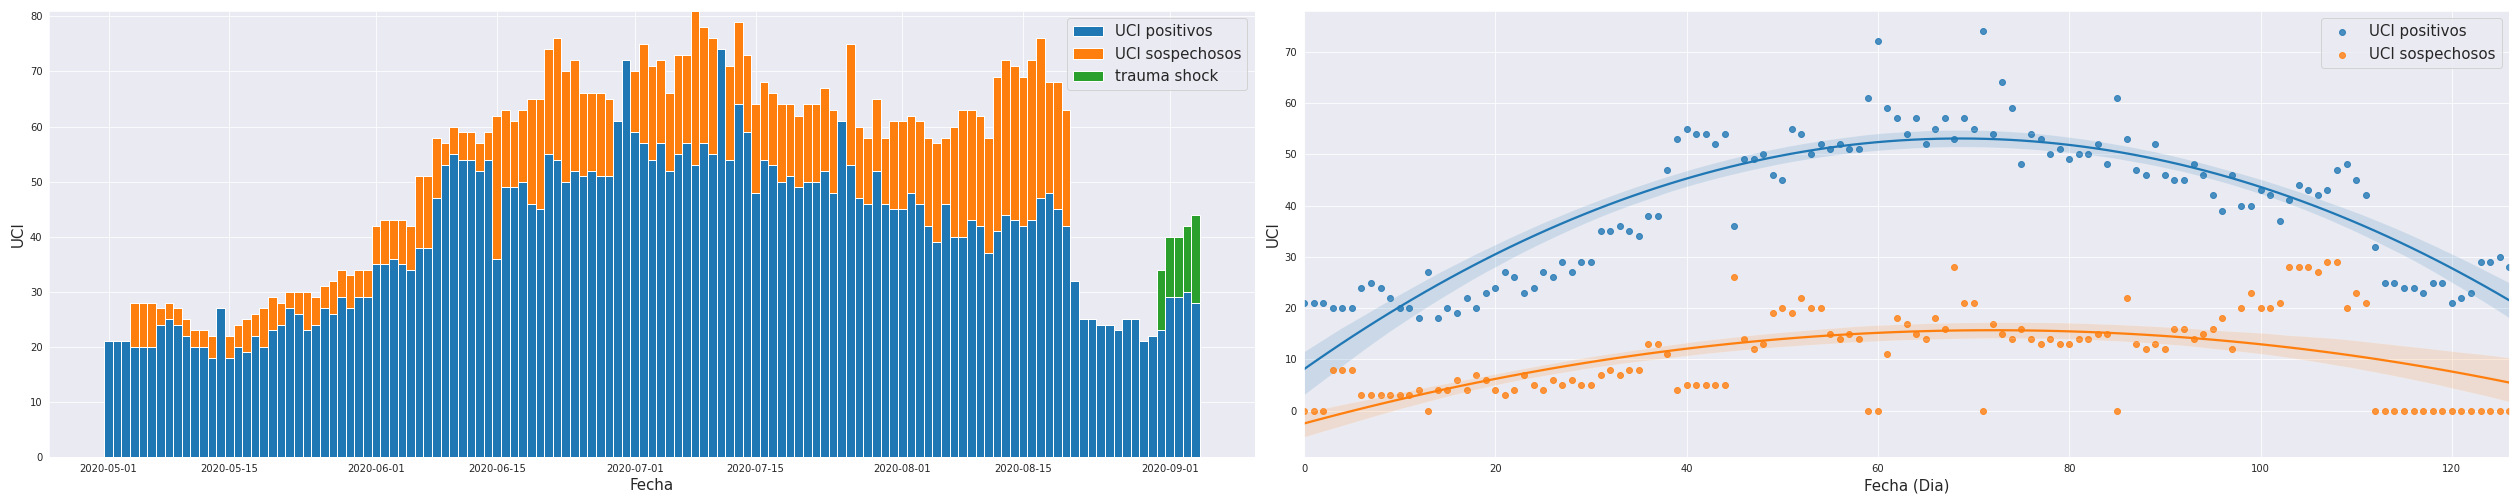 80
70
60
50
40
30
20
10
0
UCI
2020-05-01 2020-05-15 2020-06-01 2020-06-15 2020-07-01 2020-07-15 2020-08-01 2020-08-15 2020-09-01
Fecha
UCI positivos
UCI sospechosos
trauma shock
70
60
50
40
30
20
10
0
UCI
0 20 40 60 80 100 120
Fecha (Dia)
UCI positivos
UCI sospechosos